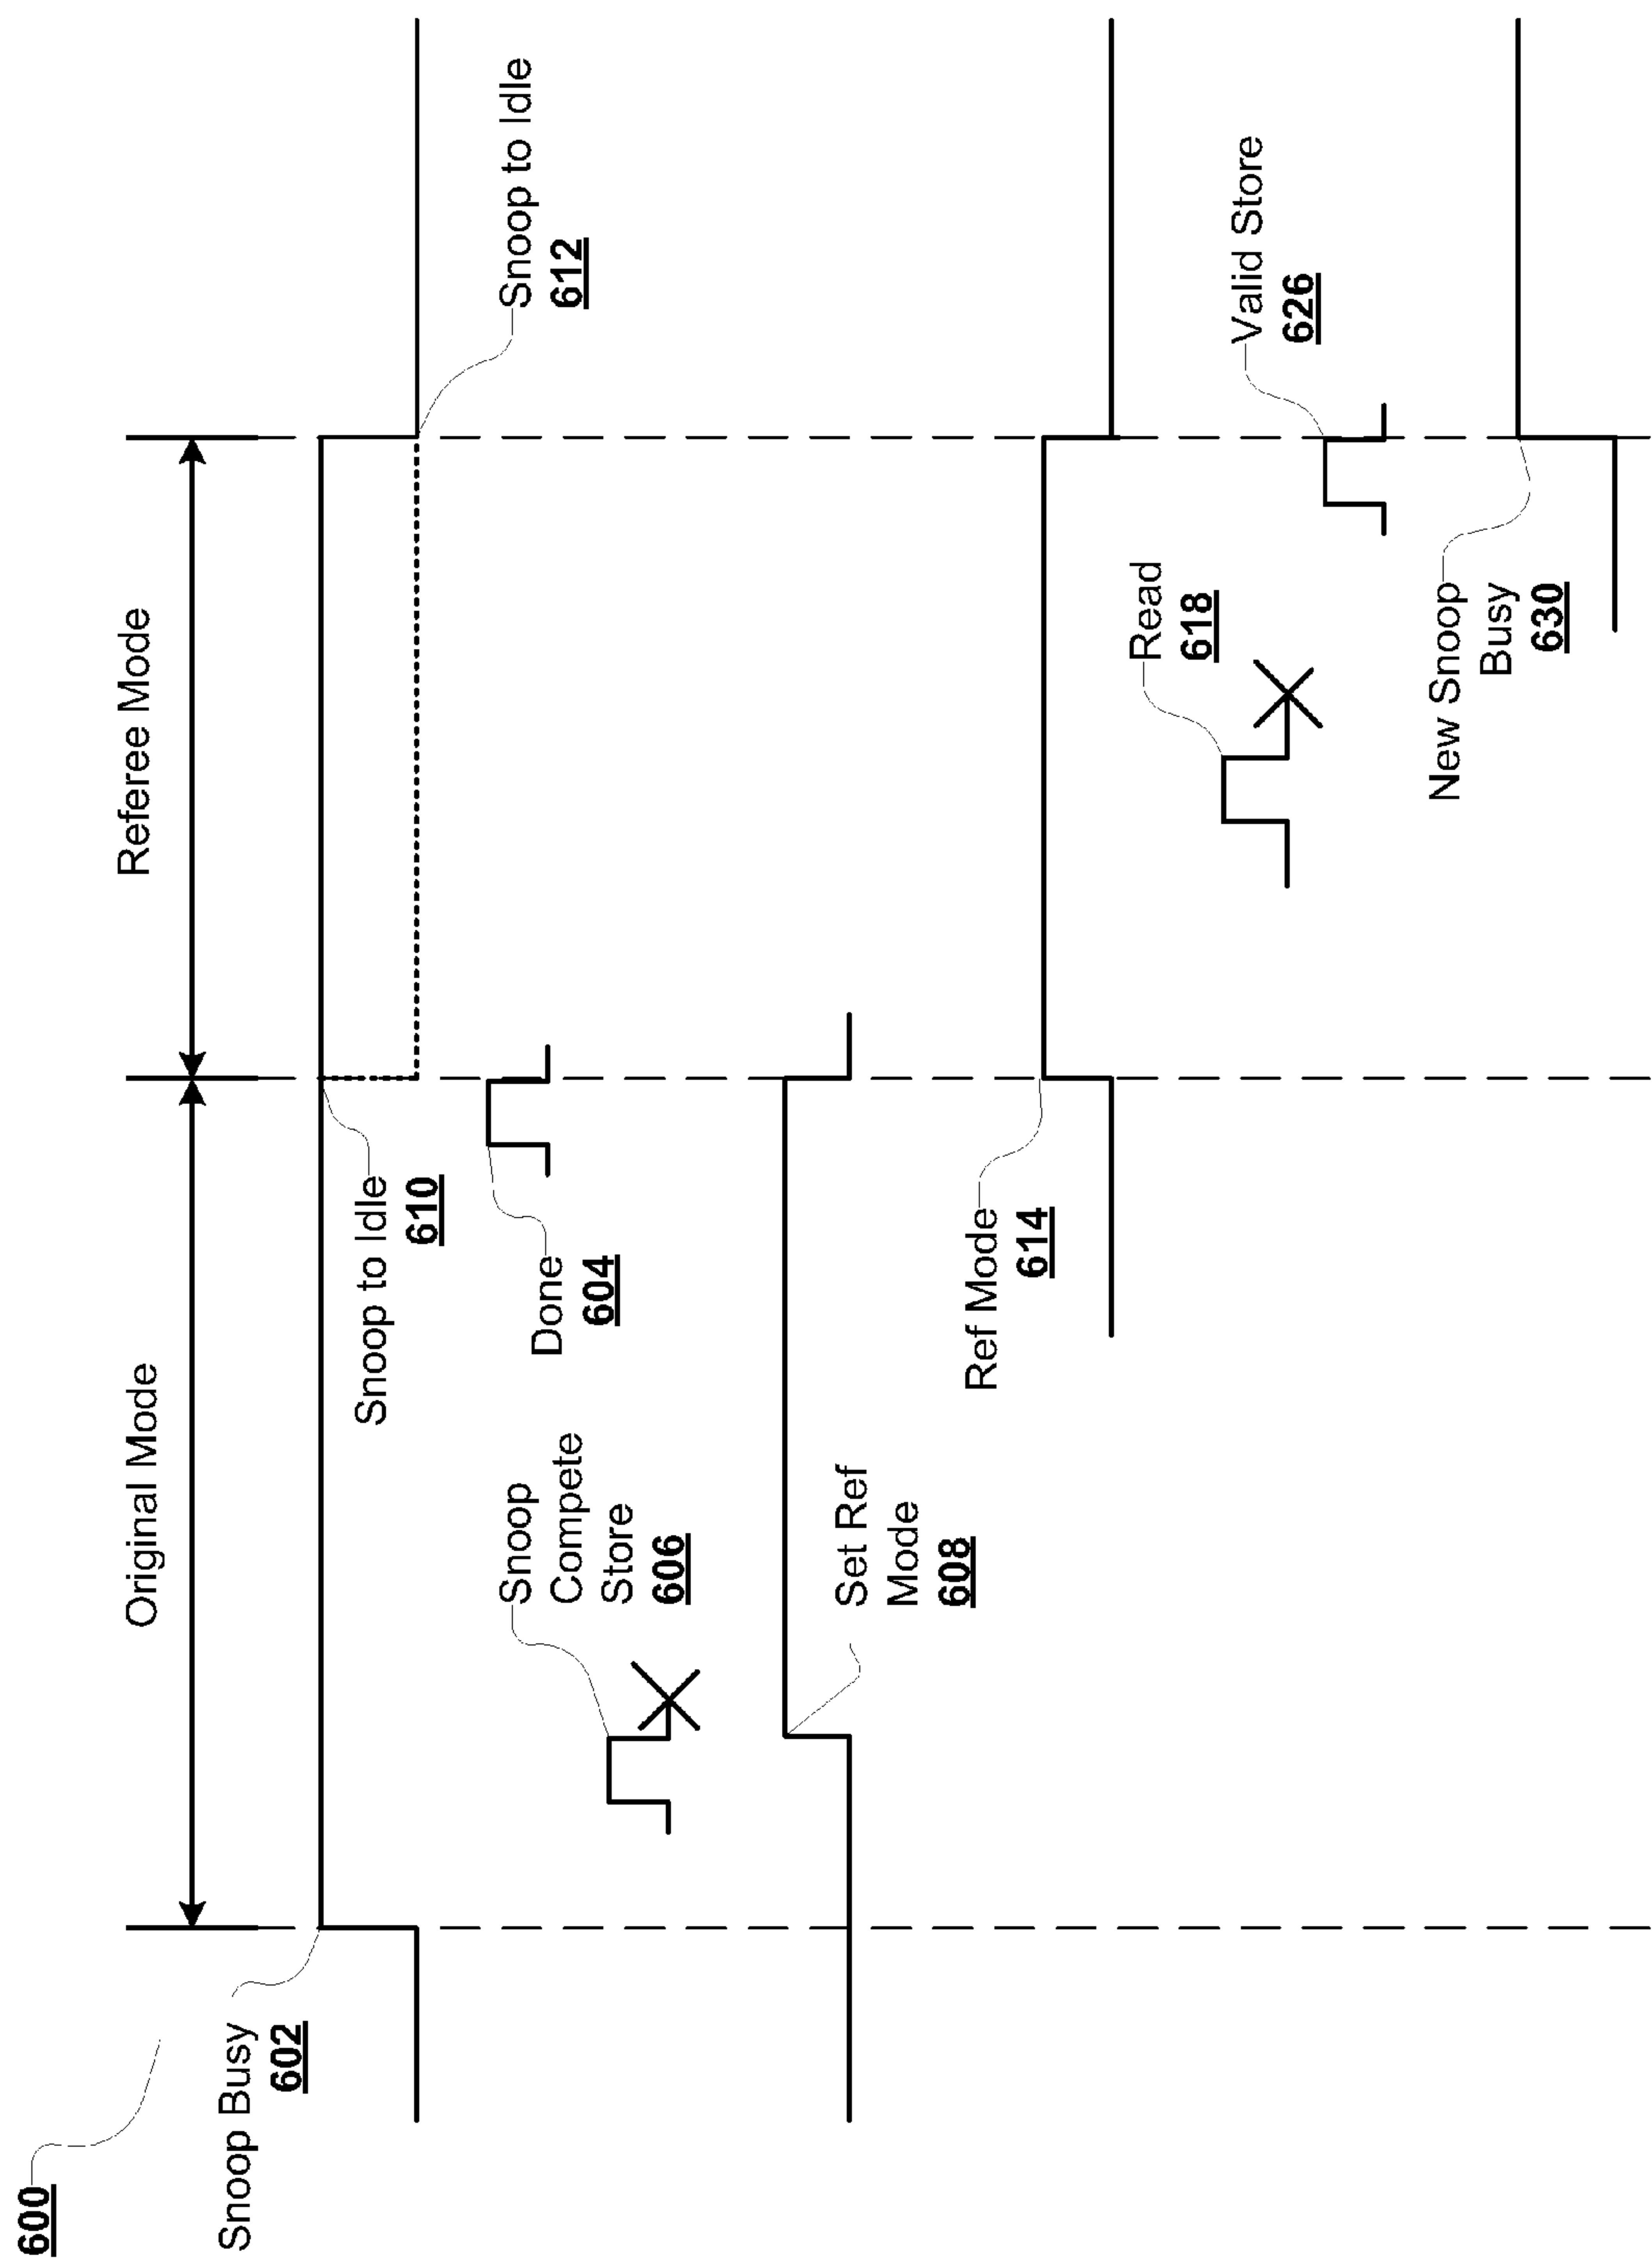 600
Original Mode
Referee Mode
Snoop Busy
602
Snoop to Idle
610
Snoop to Idle
612
Done
604
Snoop
Compete
Store
606
Set Ref
Mode
608
Ref Mode
614
Read
618
Valid Store
626
New Snoop
Busy
630